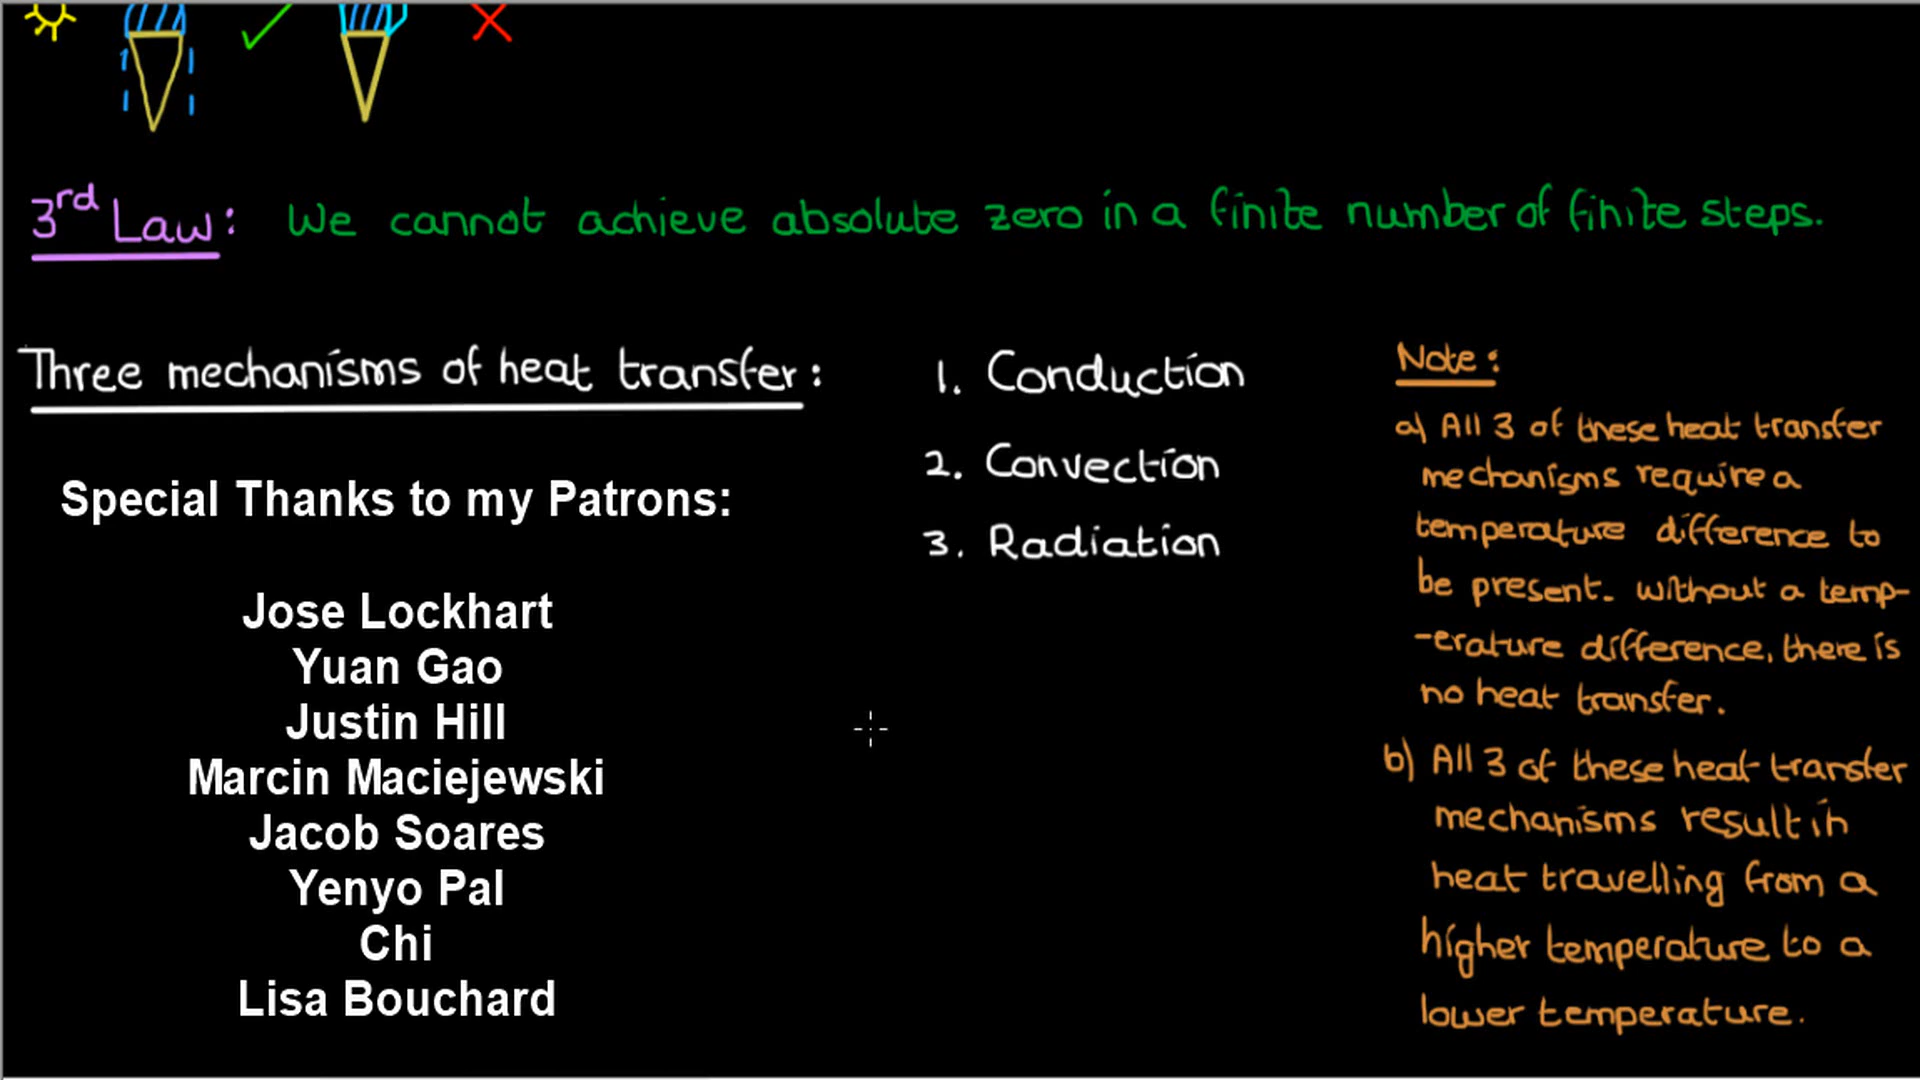 3rd Law: We cannot achieve absolute zero in a finite number of finite steps.
Three mechanisms of heat transfer:
1. Conduction
2. Convection
3. Radiation
Special Thanks to my Patrons:
Jose Lockhart
Yuan Gao
Justin Hill
Marcin Maciejewski
Jacob Soares
Yenyo Pal
Chi
Lisa Bouchard
Note:
a) All 3 of these heat transfer
mechanisms require a
temperature difference to
be present. without a temp-
-erature difference, there is
no heat transfer.
b) All 3 of these heat transfer
mechanisms result in
heat travelling from a
higher temperature to a
lower temperature.